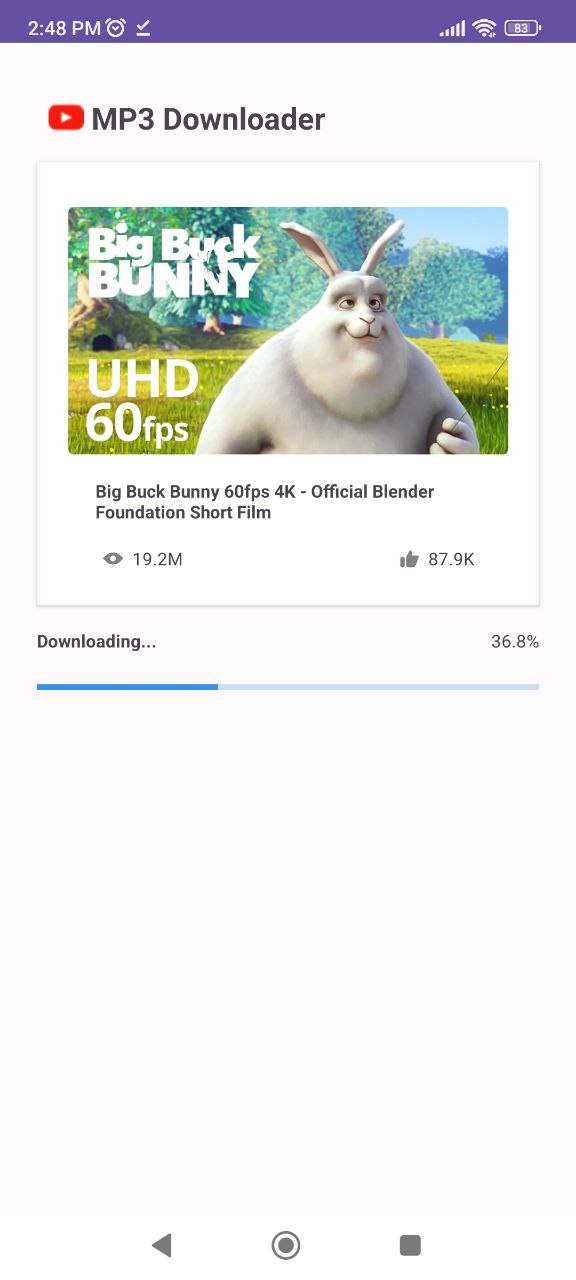 2:48 PM
83
MP3 Downloader
Big Buck
BUNNY
UHD
60fps
Big Buck Bunny 60fps 4K - Official Blender
Foundation Short Film
19.2M
87.9K
Downloading...
36.8%